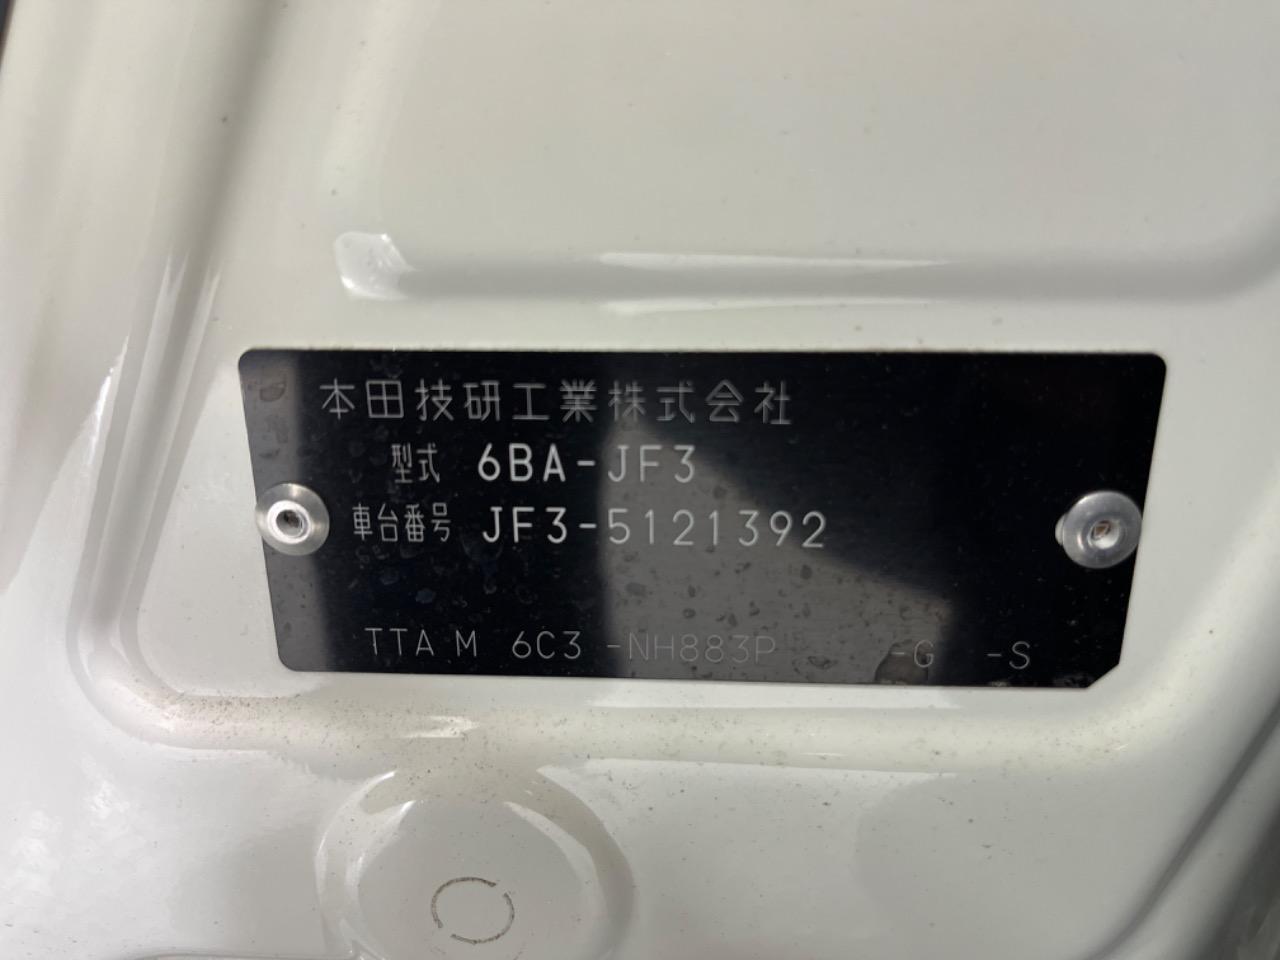 本田技研工業株式会社
型式 6BA-JF3
車台番号 JF3-5121392
TTA M 6C3 -NH883P -G -S